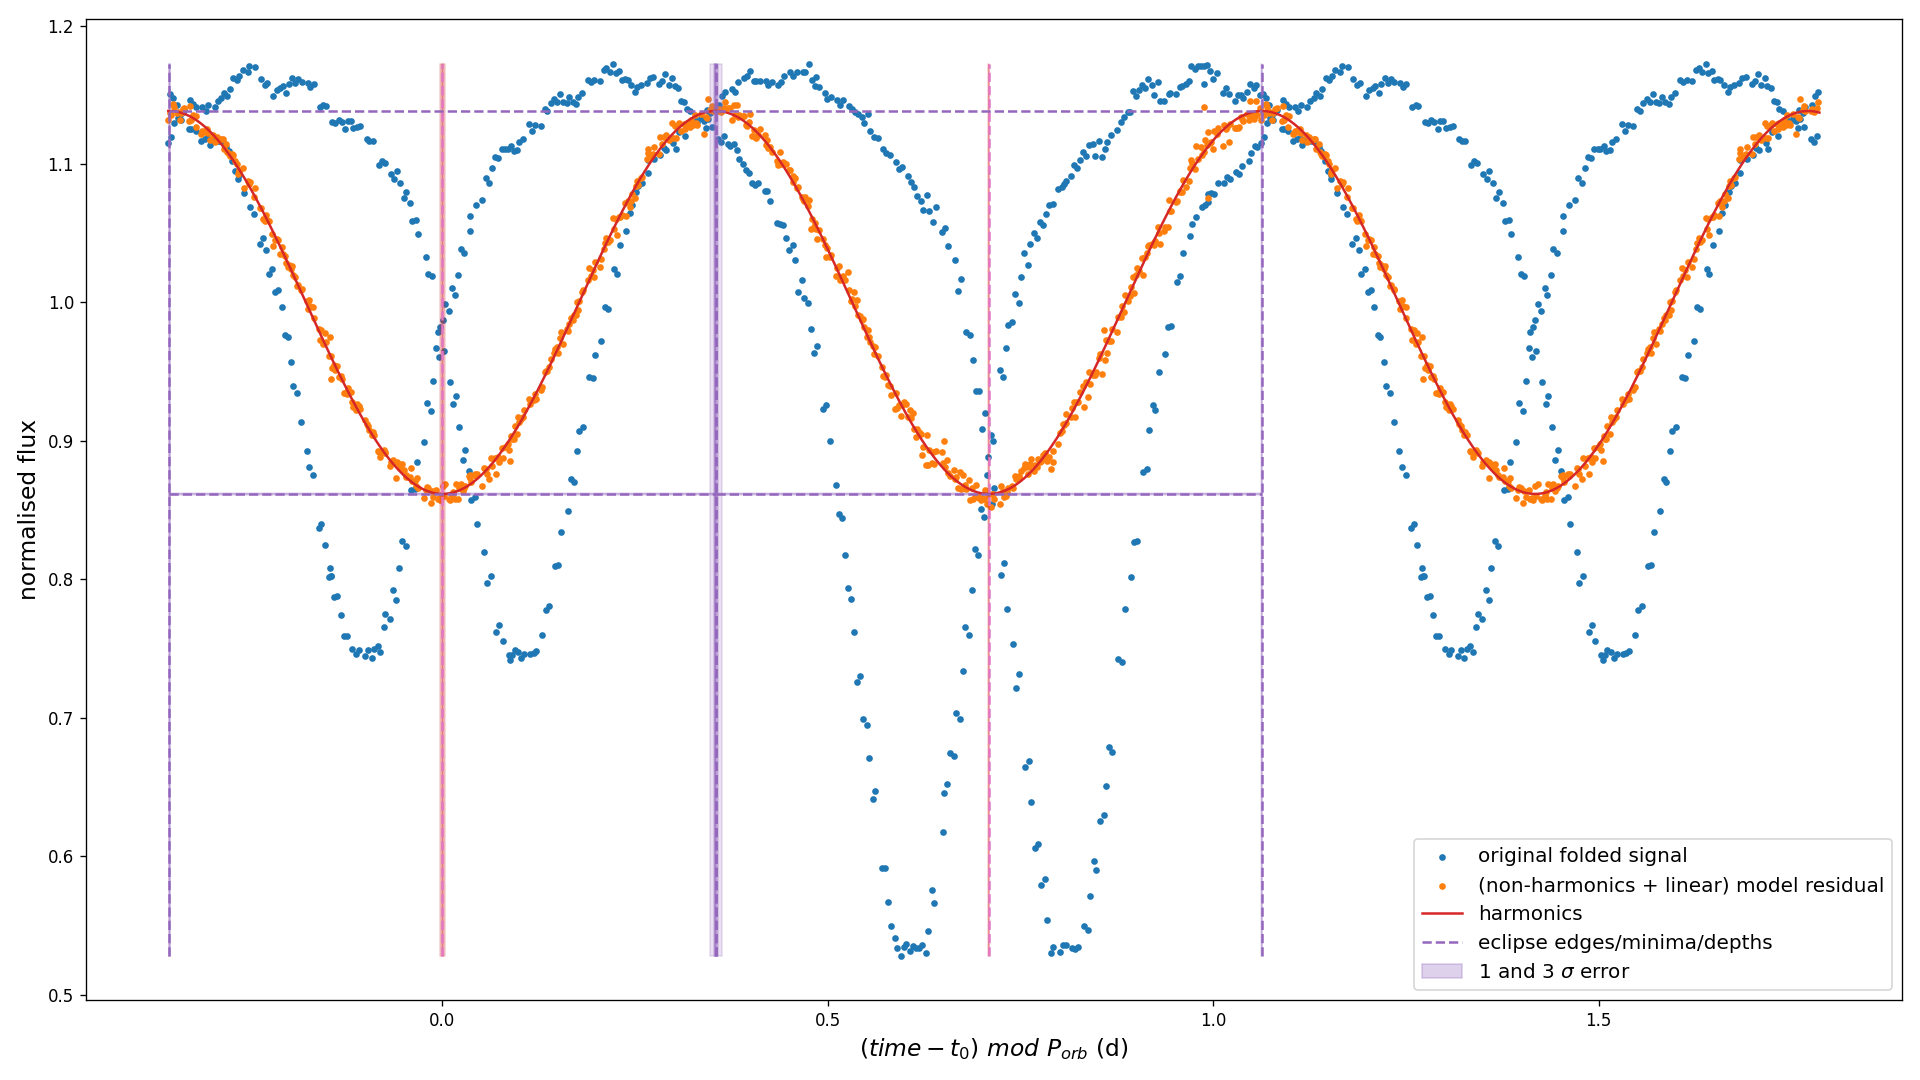 1.2
1.1
1.0
0.9
0.8
0.7
0.6
0.5
normalised flux
0.0
0.5
1.0
1.5
(time − t₀) mod Pₒᵣb (d)
original folded signal
(non-harmonics + linear) model residual
harmonics
eclipse edges/minima/depths
1 and 3 σ error